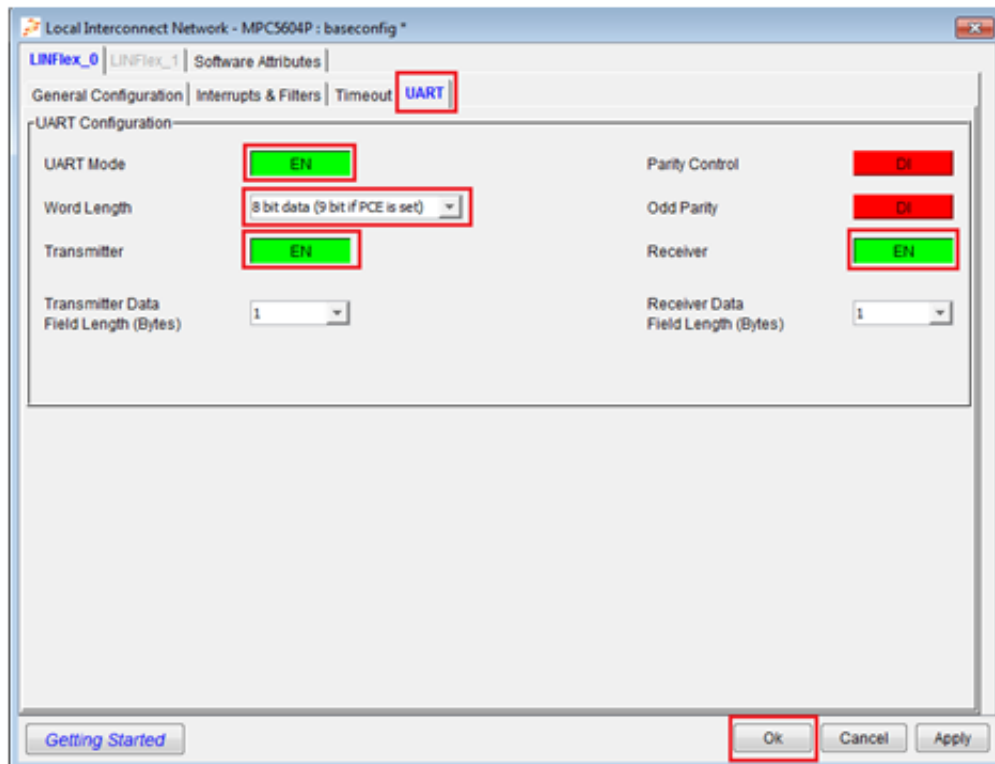 Local Interconnect Network - MPC5604P : baseconfig *
LINFlex_0 LINFlex_1 Software Attributes
General Configuration Interrupts & Filters Timeout UART
UART Configuration
UART Mode EN Parity Control DI
Word Length 8 bit data (9 bit if PCE is set) Odd Parity DI
Transmitter EN Receiver EN
Transmitter Data
Field Length (Bytes) 1
Receiver Data
Field Length (Bytes) 1
Getting Started Ok Cancel Apply